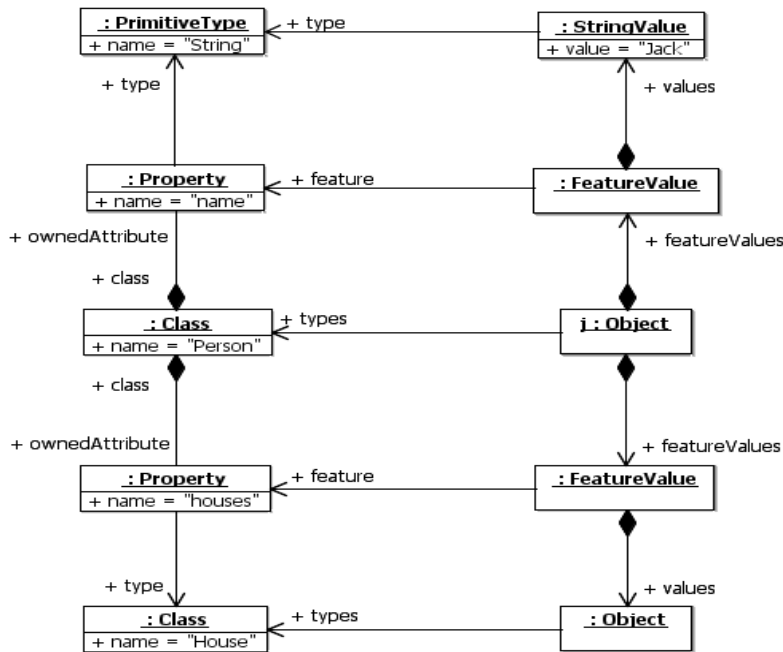 : PrimitiveType
+ name = "String"
+ type
: StringValue
+ value = "Jack"
+ type
+ values
: Property
+ name = "name"
+ feature
: FeatureValue
+ ownedAttribute
+ featureValues
+ class
: Class
+ name = "Person"
+ types
j : Object
+ class
+ ownedAttribute
+ featureValues
: Property
+ name = "houses"
+ feature
: FeatureValue
+ type
+ values
: Class
+ name = "House"
+ types
: Object